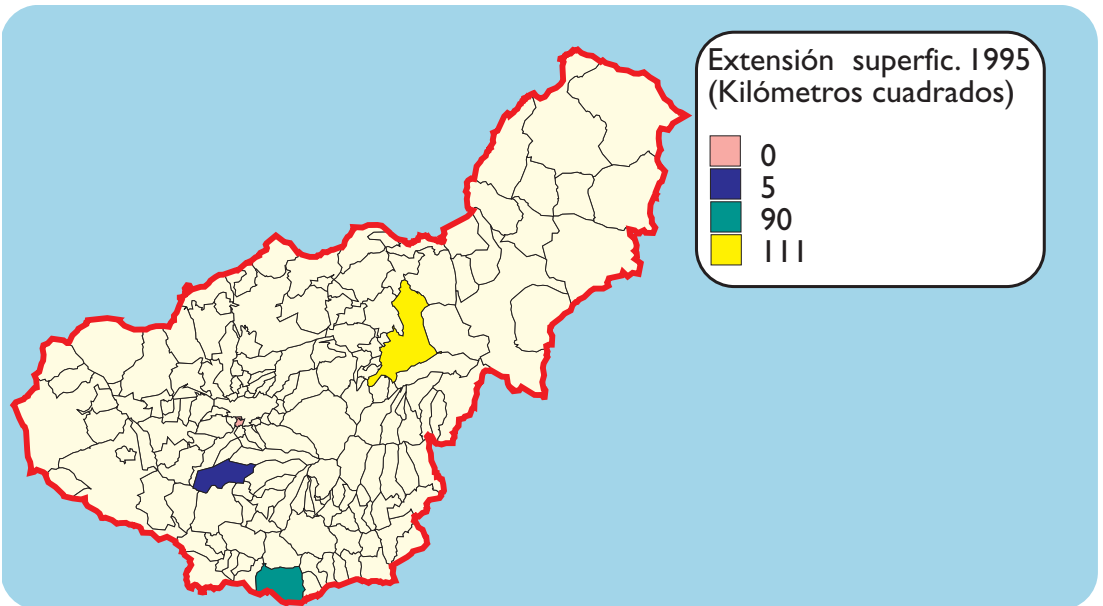 Extensión superfic. 1995
(Kilómetros cuadrados)
0
5
90
111